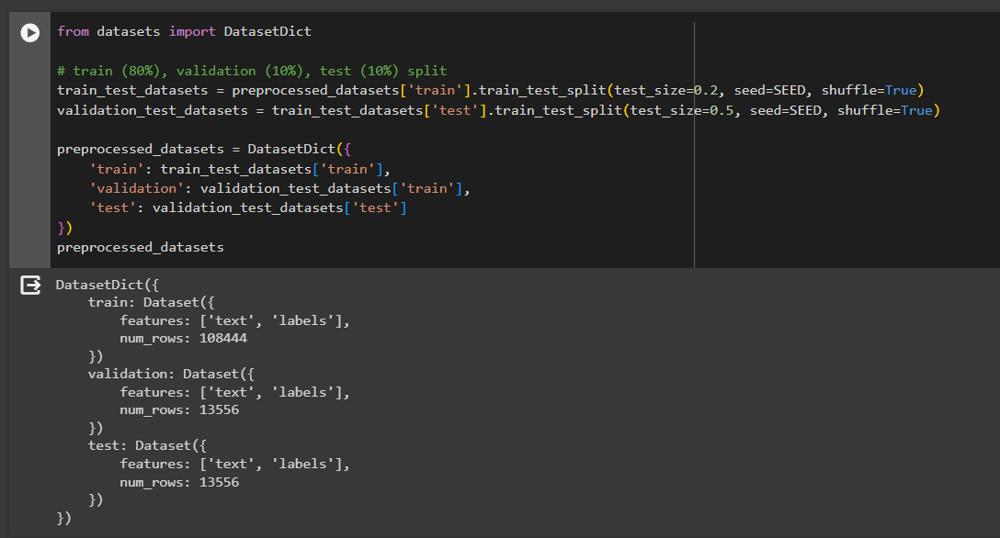 from datasets import DatasetDict

# train (80%), validation (10%), test (10%) split
train_test_datasets = preprocessed_datasets['train'].train_test_split(test_size=0.2, seed=SEED, shuffle=True)
validation_test_datasets = train_test_datasets['test'].train_test_split(test_size=0.5, seed=SEED, shuffle=True)

preprocessed_datasets = DatasetDict({
    'train': train_test_datasets['train'],
    'validation': validation_test_datasets['train'],
    'test': validation_test_datasets['test']
})
preprocessed_datasets
DatasetDict({
    train: Dataset({
        features: ['text', 'labels'],
        num_rows: 108444
    })
    validation: Dataset({
        features: ['text', 'labels'],
        num_rows: 13556
    })
    test: Dataset({
        features: ['text', 'labels'],
        num_rows: 13556
    })
})